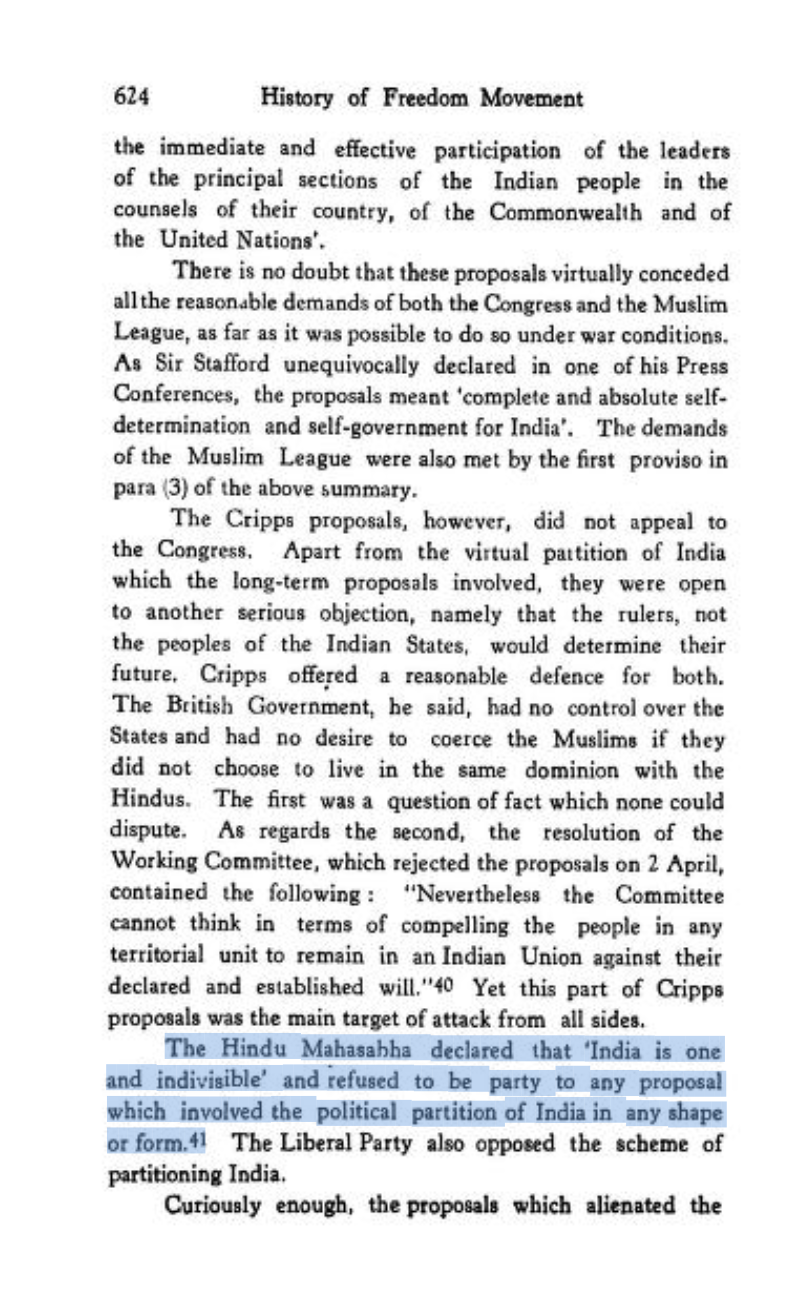 624 History of Freedom Movement
the immediate and effective participation of the leaders
of the principal sections of the Indian people in the
counsels of their country, of the Commonwealth and of
the United Nations'.
There is no doubt that these proposals virtually conceded
all the reasonable demands of both the Congress and the Muslim
League, as far as it was possible to do so under war conditions.
As Sir Stafford unequivocally declared in one of his Press
Conferences, the proposals meant 'complete and absolute self-
determination and self-government for India'. The demands
of the Muslim League were also met by the first proviso in
para (3) of the above summary.
The Cripps proposals, however, did not appeal to
the Congress. Apart from the virtual partition of India
which the long-term proposals involved, they were open
to another serious objection, namely that the rulers, not
the peoples of the Indian States, would determine their
future. Cripps offered a reasonable defence for both.
The British Government, he said, had no control over the
States and had no desire to coerce the Muslims if they
did not choose to live in the same dominion with the
Hindus. The first was a question of fact which none could
dispute. As regards the second, the resolution of the
Working Committee, which rejected the proposals on 2 April,
contained the following : "Nevertheless the Committee
cannot think in terms of compelling the people in any
territorial unit to remain in an Indian Union against their
declared and established will."40 Yet this part of Cripps
proposals was the main target of attack from all sides.
The Hindu Mahasabha declared that 'India is one
and indivisible' and refused to be party to any proposal
which involved the political partition of India in any shape
or form.41 The Liberal Party also opposed the scheme of
partitioning India.
Curiously enough, the proposals which alienated the